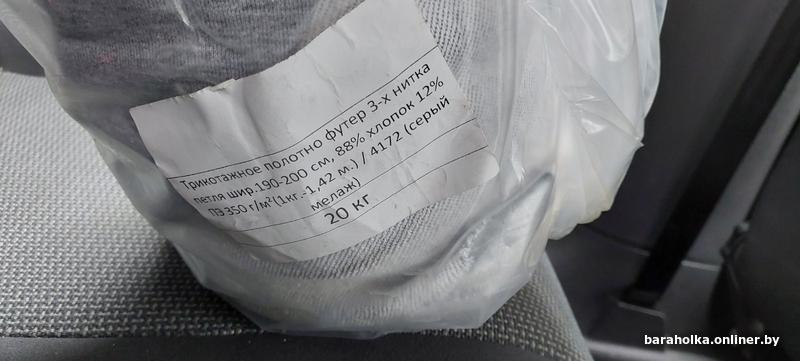 Трикотажное полотно футер 3-х нитка
петля шир.190-200 см, 88% хлопок 12%
ПЭ 350 г/м² (1кг.-1,42 м.) / 4172 (серый
мелаж)
20 кг
baraholka.onliner.by